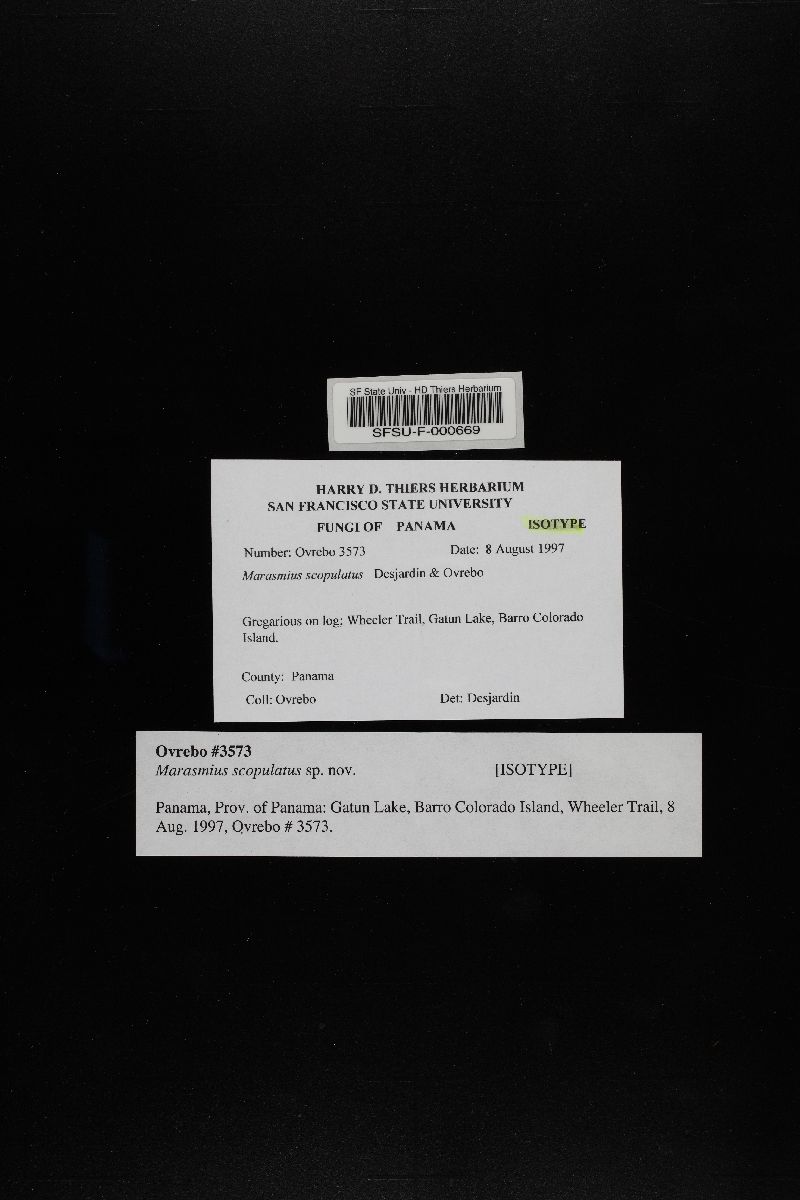 SF State Univ - HD Thiers Herbarium
SFSU-F-000669
HARRY D. THIERS HERBARIUM
SAN FRANCISCO STATE UNIVERSITY
FUNGI OF PANAMA ISOTYPE
Number: Ovrebo 3573 Date: 8 August 1997
Marasmius scopulatus Desjardin & Ovrebo
Gregarious on log; Wheeler Trail, Gatun Lake, Barro Colorado
Island.
County: Panama
Coll: Ovrebo Det: Desjardin
Ovrebo #3573
Marasmius scopulatus sp. nov. [ISOTYPE]
Panama, Prov. of Panama: Gatun Lake, Barro Colorado Island, Wheeler Trail, 8
Aug. 1997, Ovrebo # 3573.